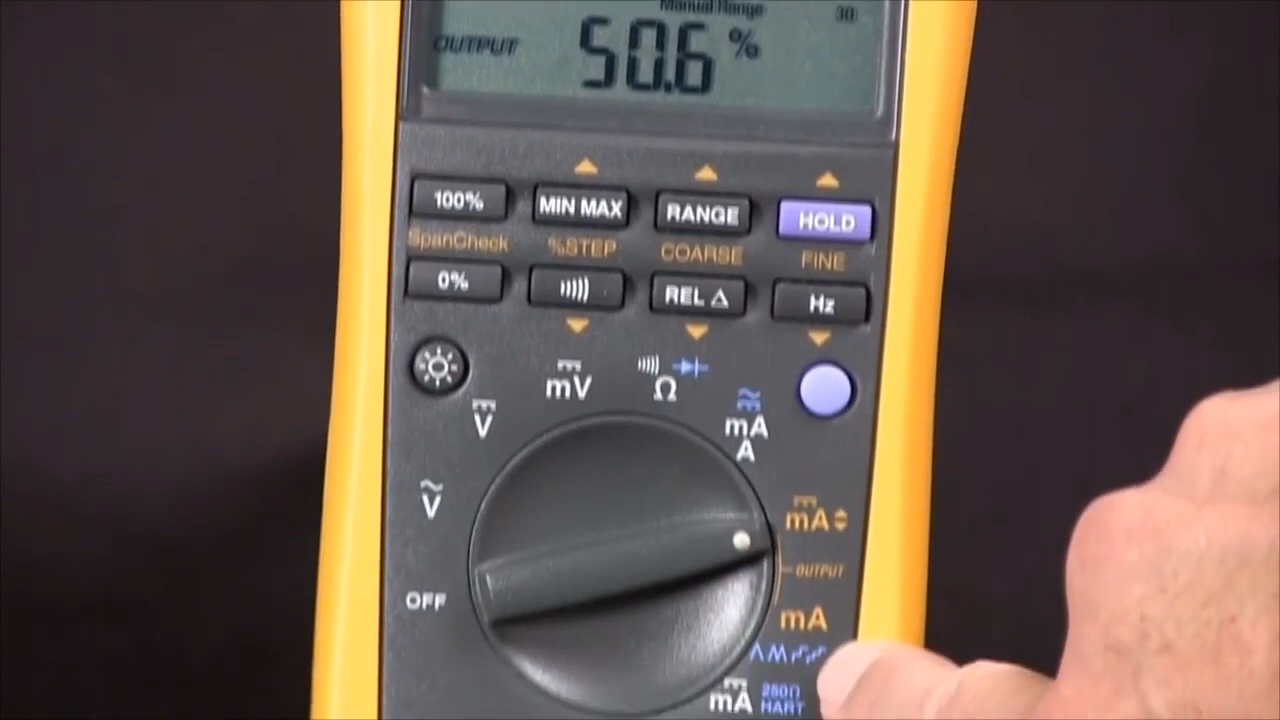 Manual Range 30
OUTPUT 50.6 %
100% MIN MAX RANGE HOLD
SpanCheck %STEP COARSE FINE
0% REL Δ Hz
mV Ω
V mA
A
V mA
OUTPUT
OFF mA
mA 250Ω
HART